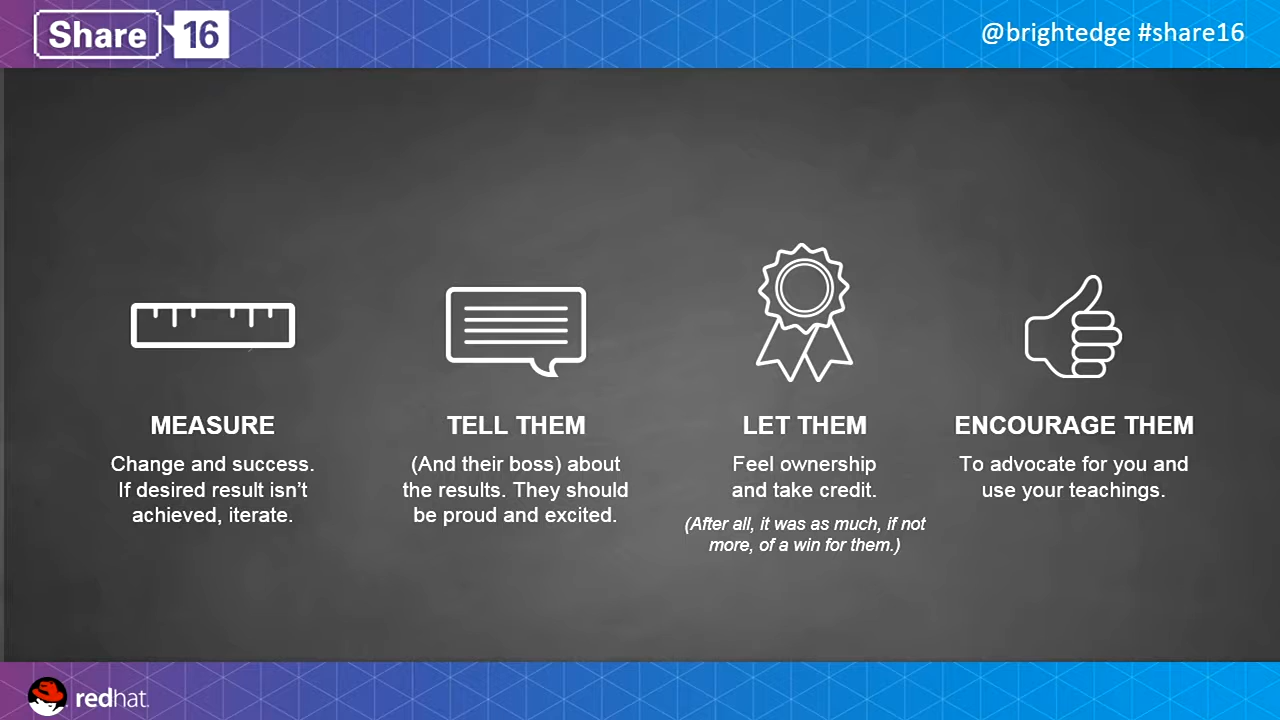 Share 16
@brightedge #share16
MEASURE
Change and success.
If desired result isn’t
achieved, iterate.
TELL THEM
(And their boss) about
the results. They should
be proud and excited.
LET THEM
Feel ownership
and take credit.
(After all, it was as much, if not
more, of a win for them.)
ENCOURAGE THEM
To advocate for you and
use your teachings.
redhat.